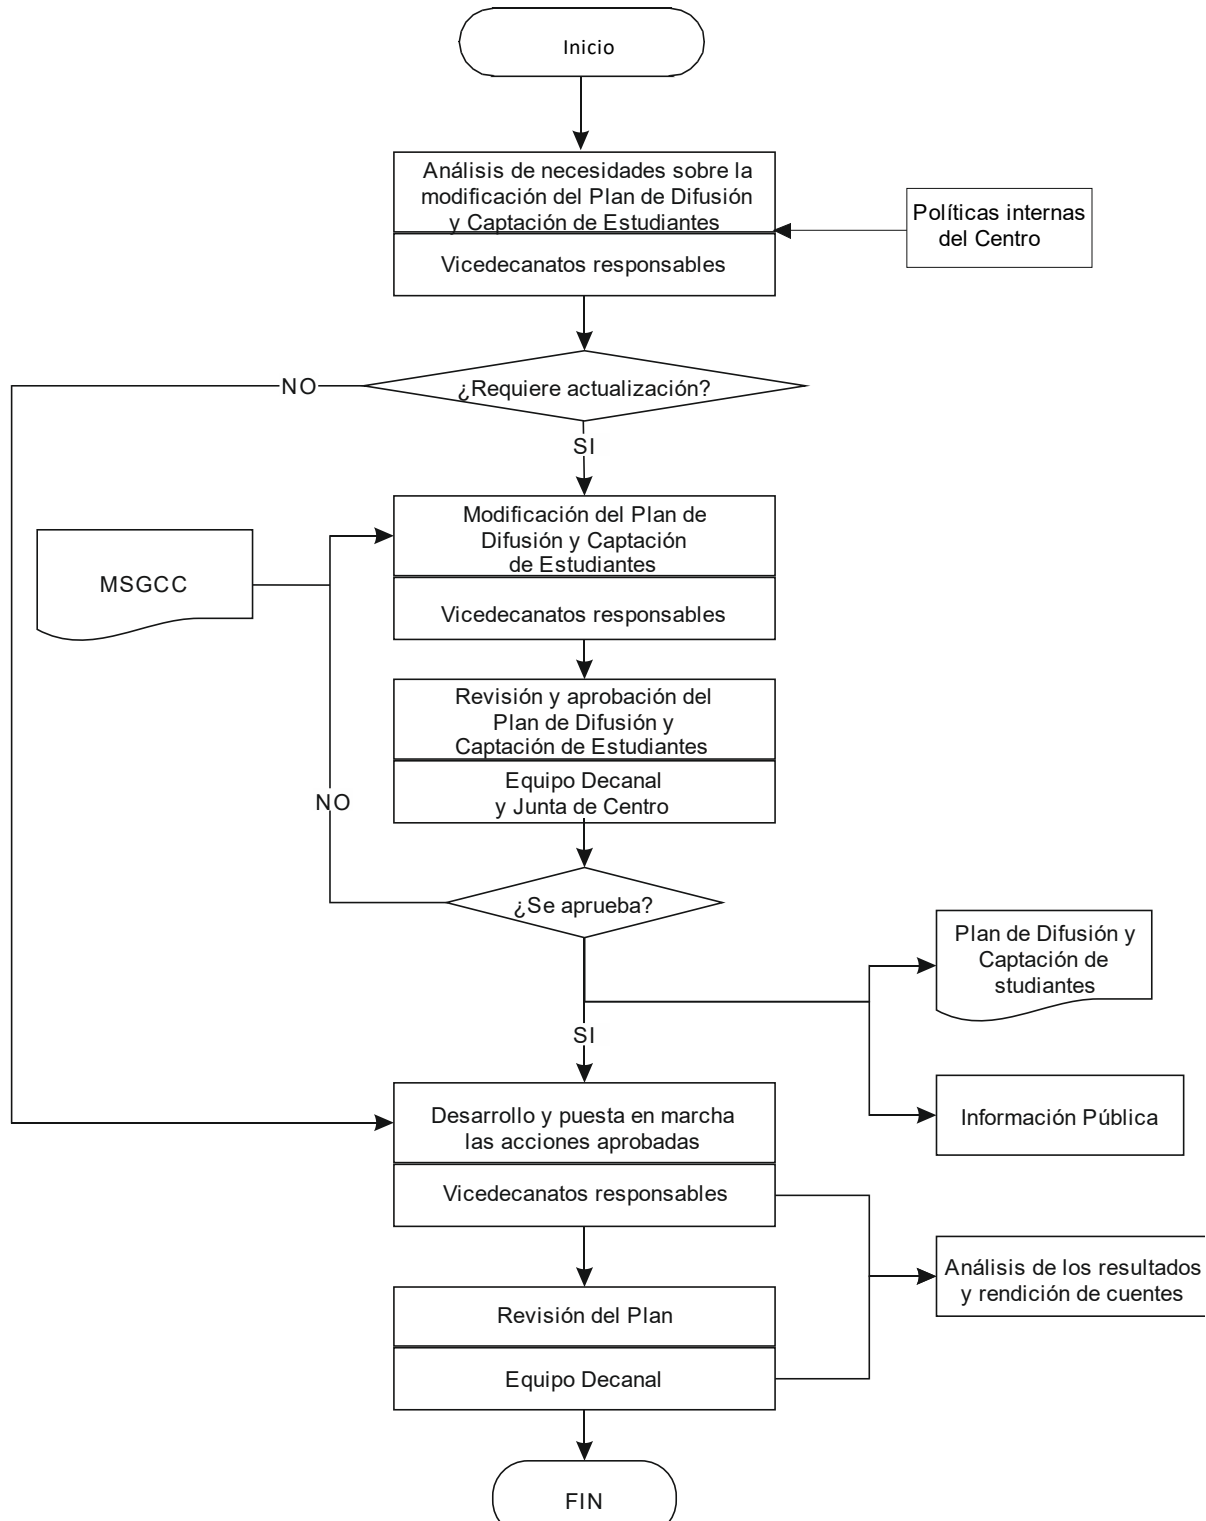 Inicio
Análisis de necesidades sobre la
modificación del Plan de Difusión
y Captación de Estudiantes
Vicedecanatos responsables
Políticas internas
del Centro
¿Requiere actualización?
NO
SI
Modificación del Plan de
Difusión y Captación
de Estudiantes
Vicedecanatos responsables
MSGCC
Revisión y aprobación del
Plan de Difusión y
Captación de Estudiantes
Equipo Decanal
y Junta de Centro
NO
¿Se aprueba?
Plan de Difusión y
Captación de
studiantes
SI
Información Pública
Desarrollo y puesta en marcha
las acciones aprobadas
Vicedecanatos responsables
Análisis de los resultados
y rendición de cuentes
Revisión del Plan
Equipo Decanal
FIN